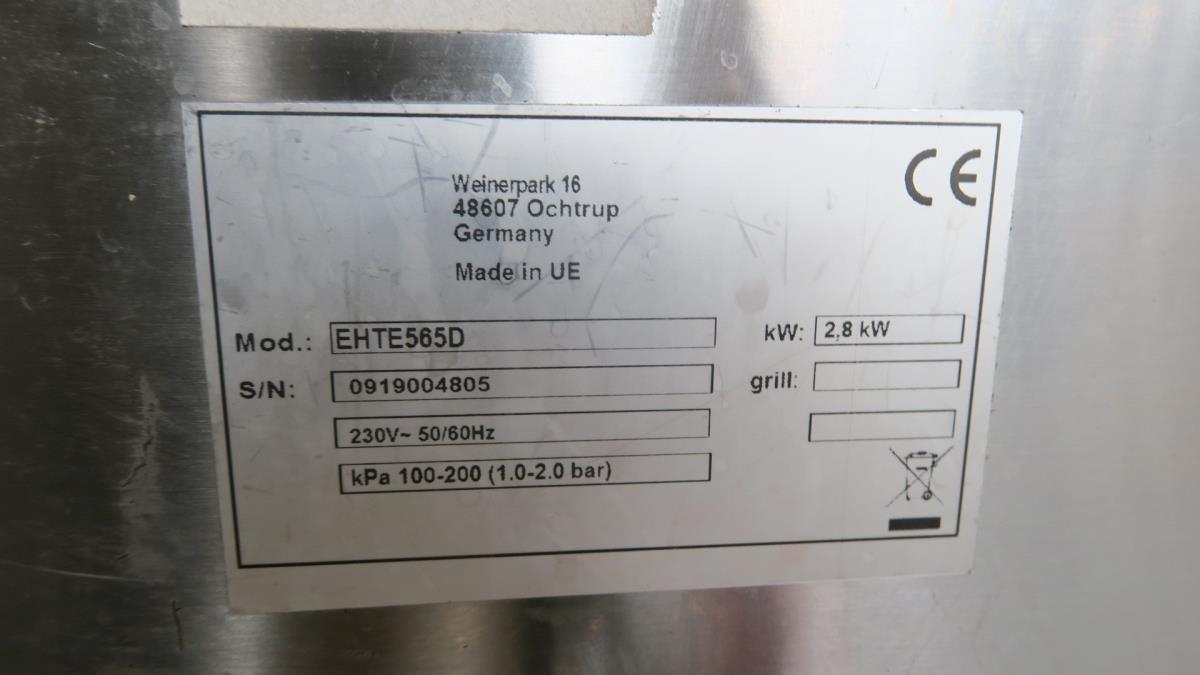 CE
Weinerpark 16
48607 Ochtrup
Germany
Made in UE
Mod.: EHTE565D
kW: 2,8 kW
S/N: 0919004805
grill:
230V~ 50/60Hz
kPa 100-200 (1.0-2.0 bar)